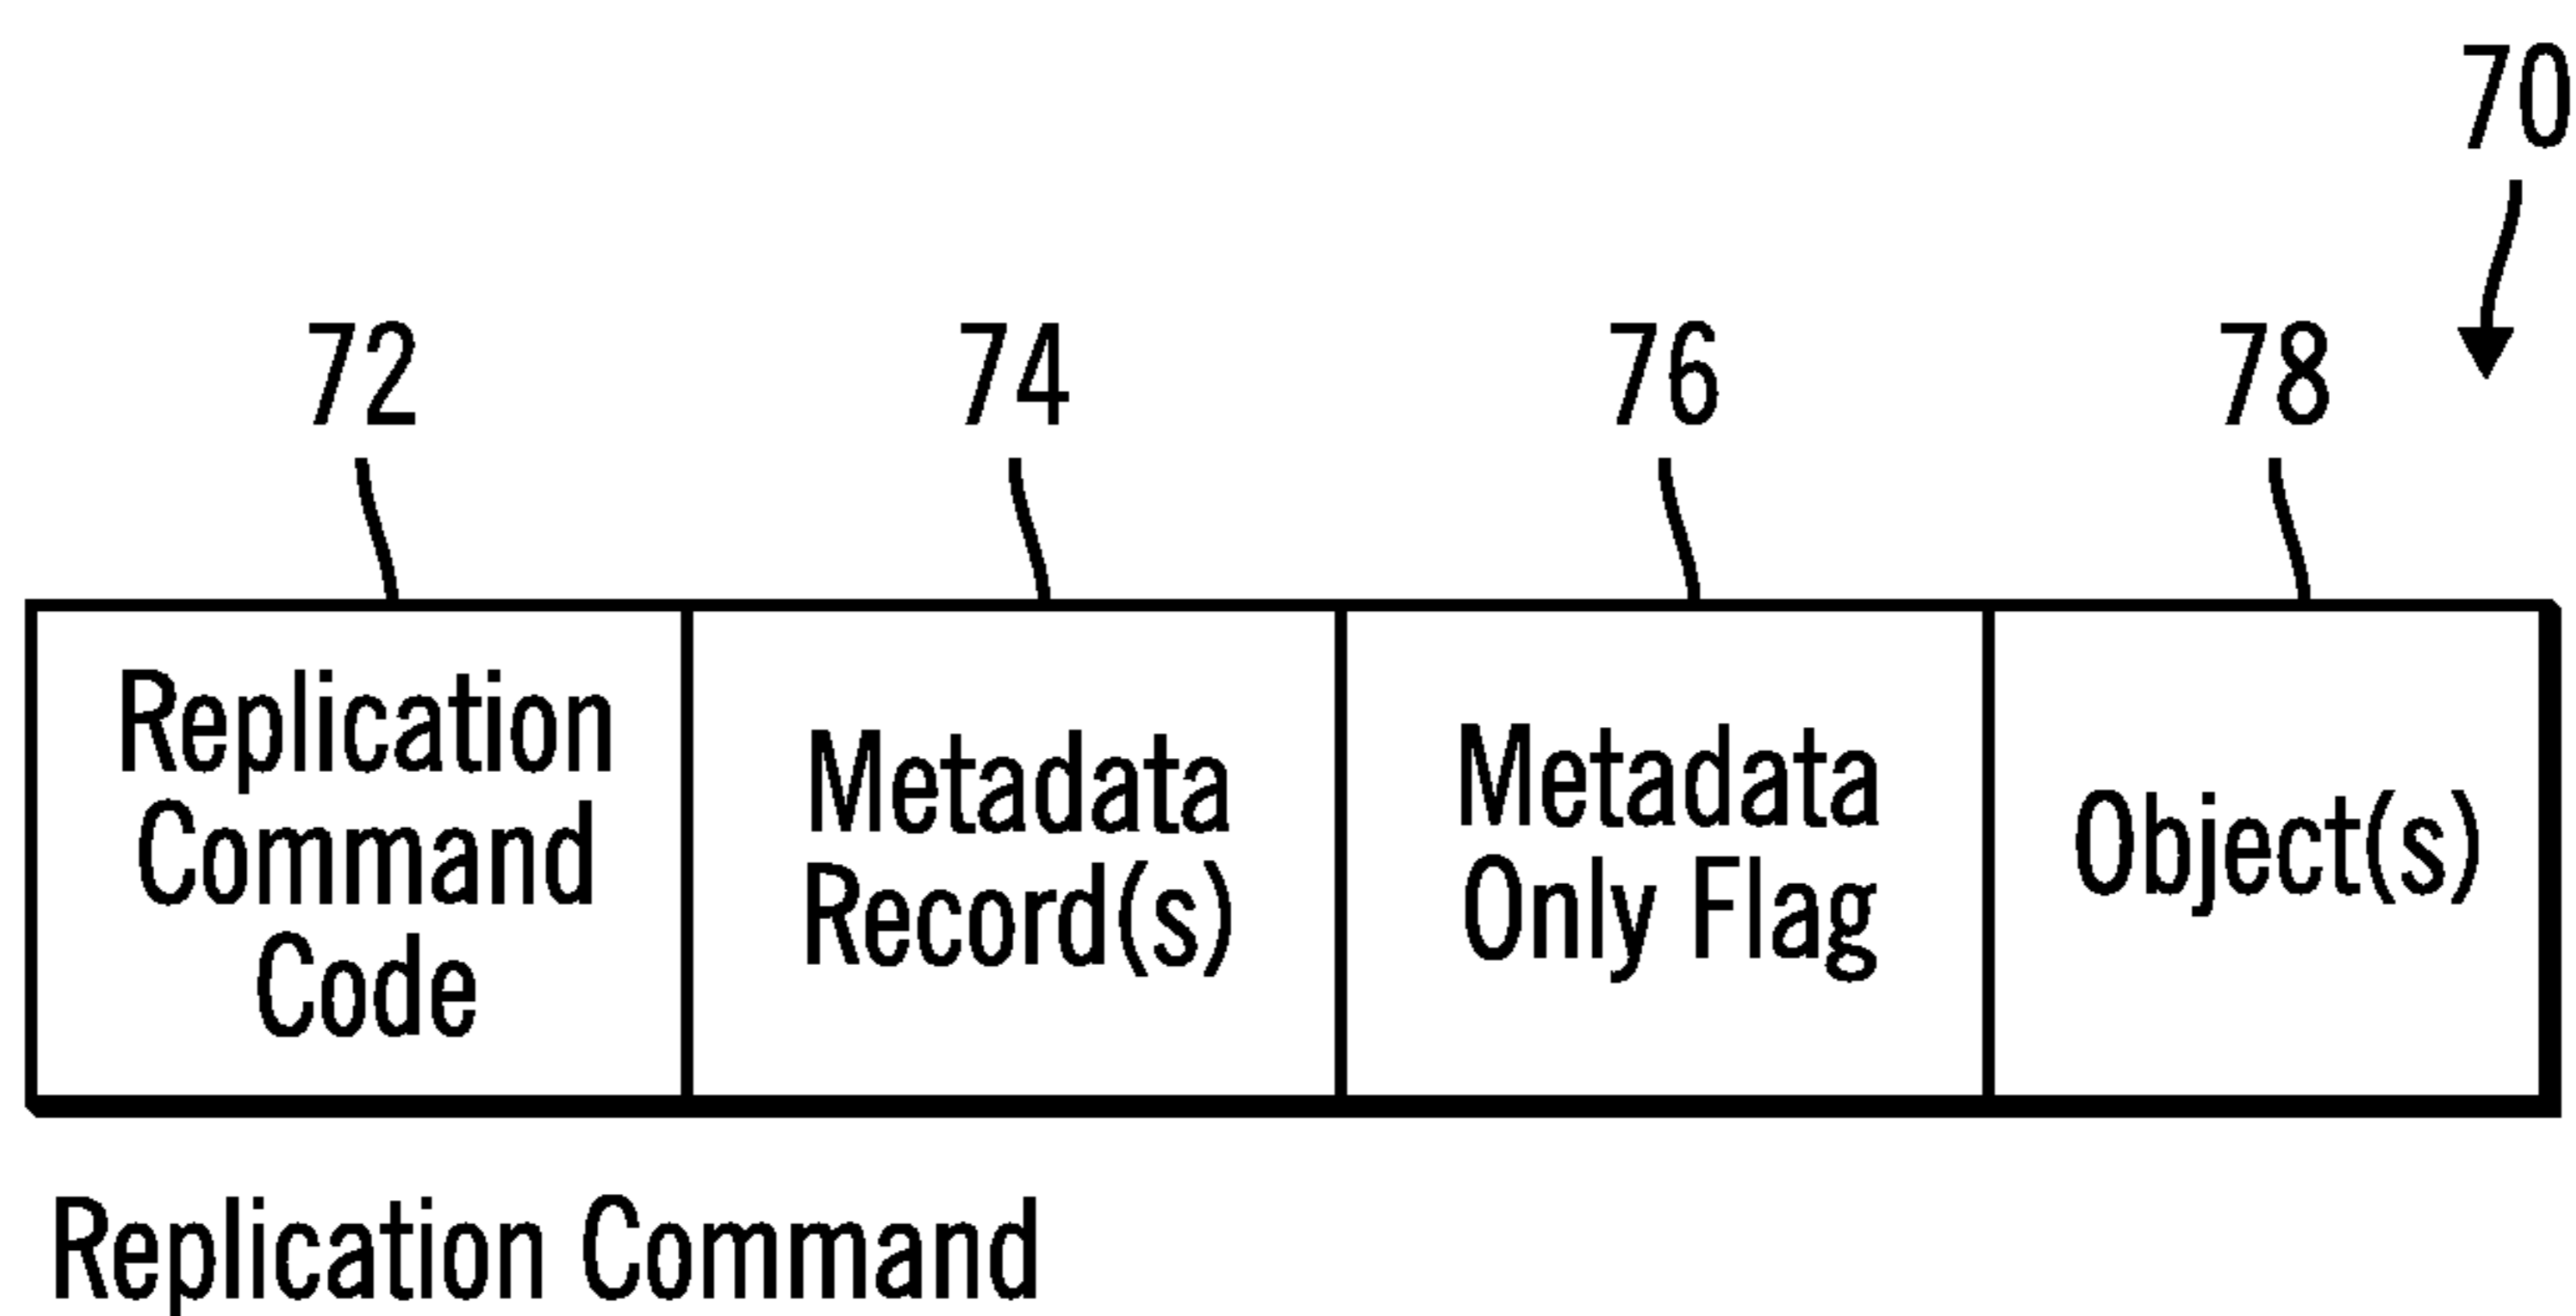 70
72
74
76
78
Replication
Command
Code
Metadata
Record(s)
Metadata
Only Flag
Object(s)
Replication Command